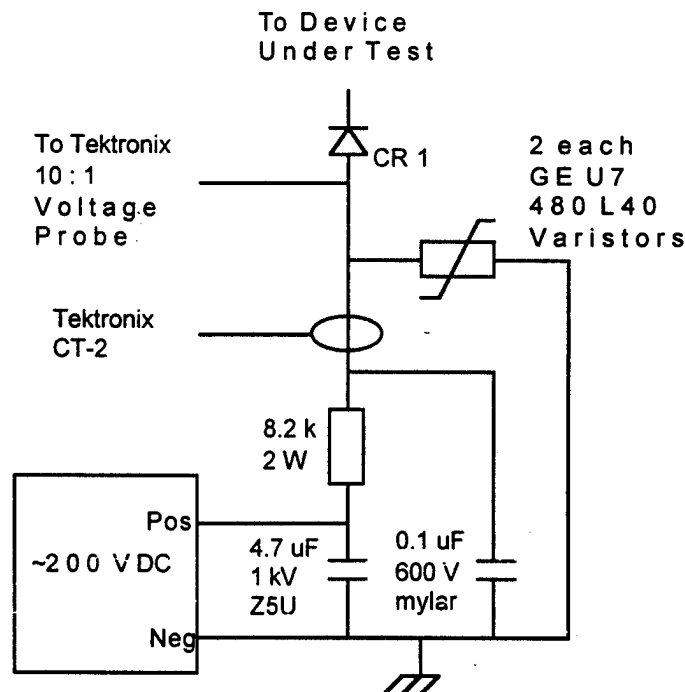 To Device
Under Test
To Tektronix
10 : 1
Voltage
Probe
CR 1
2 each
GE U7
480 L40
Varistors
Tektronix
CT-2
8.2 k
2 W
Pos
~200 VDC
Neg
4.7 uF
1 kV
Z5U
0.1 uF
600 V
mylar